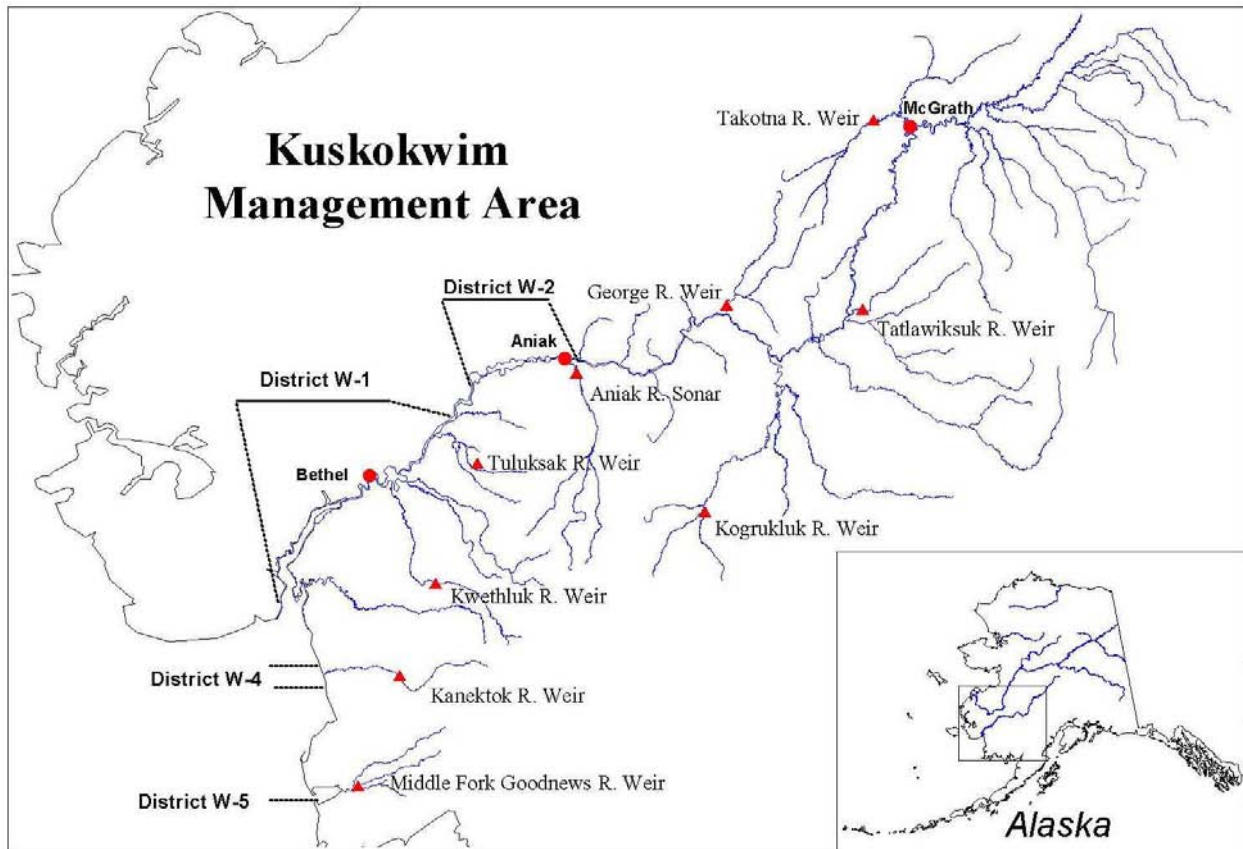 Kuskokwim
Management Area
Takotna R. Weir
McGrath
District W-2
George R. Weir
Tatlawiksuk R. Weir
Aniak
Aniak R. Sonar
District W-1
Tuluksak R. Weir
Bethel
Kogrukluk R. Weir
Kwethluk R. Weir
District W-4
Kanektok R. Weir
Middle Fork Goodnews R. Weir
District W-5
Alaska